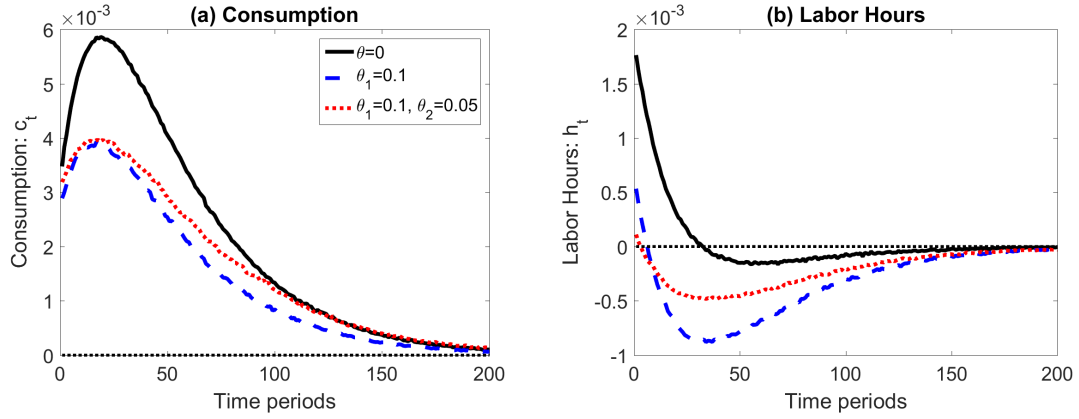 (a) Consumption
×10⁻³
6
5
4
3
2
1
0
0 50 100 150 200
Consumption: cₜ
Time periods
θ=0
θ₁=0.1
θ₁=0.1, θ₂=0.05
(b) Labor Hours
×10⁻³
2
1.5
1
0.5
0
-0.5
-1
0 50 100 150 200
Labor Hours: hₜ
Time periods